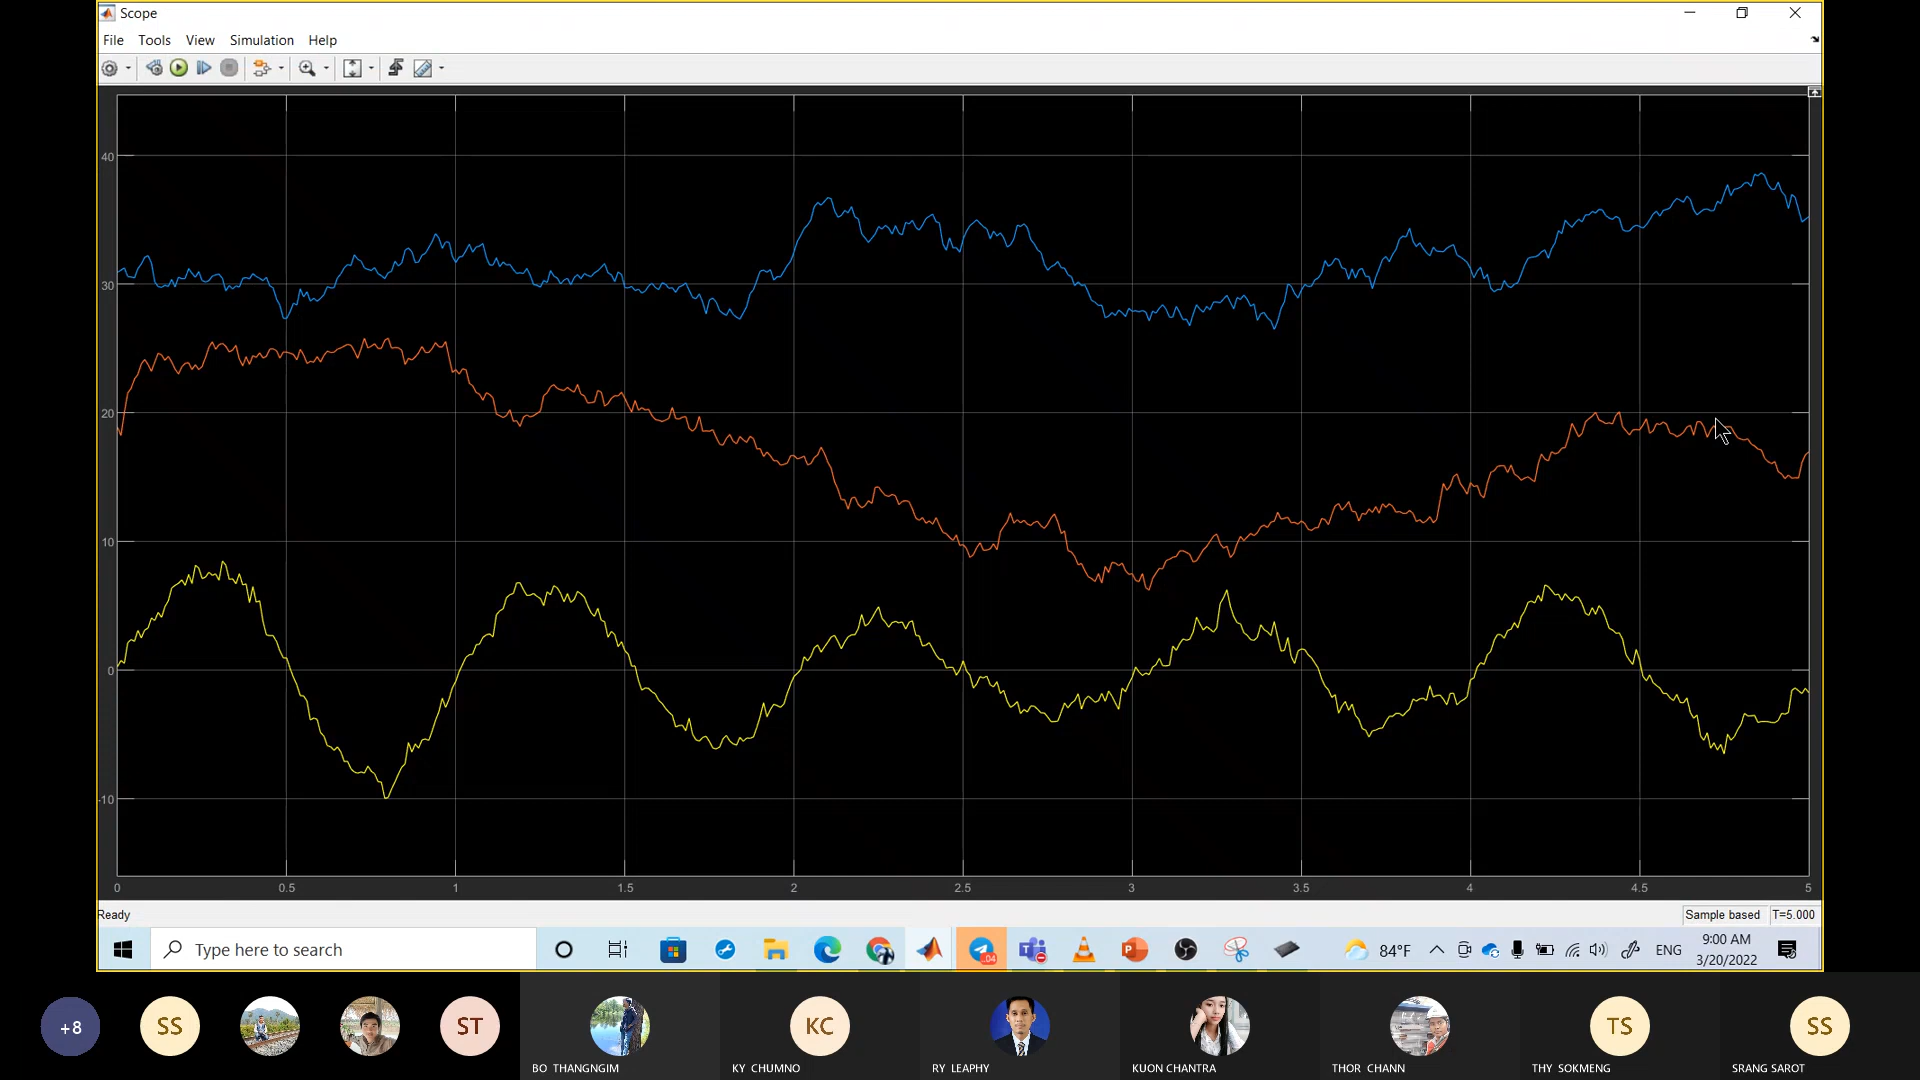 Scope
File Tools View Simulation Help
40
30
20
10
0
-10
0 0.5 1 1.5 2 2.5 3 3.5 4 4.5 5
Ready
Sample based T=5.000
Type here to search
.04
84°F
ENG
9:00 AM
3/20/2022
+8
SS
ST
KC
TS
SS
BO THANGNGIM
KY CHUMNO
RY LEAPHY
KUON CHANTRA
THOR CHANN
THY SOKMENG
SRANG SAROT